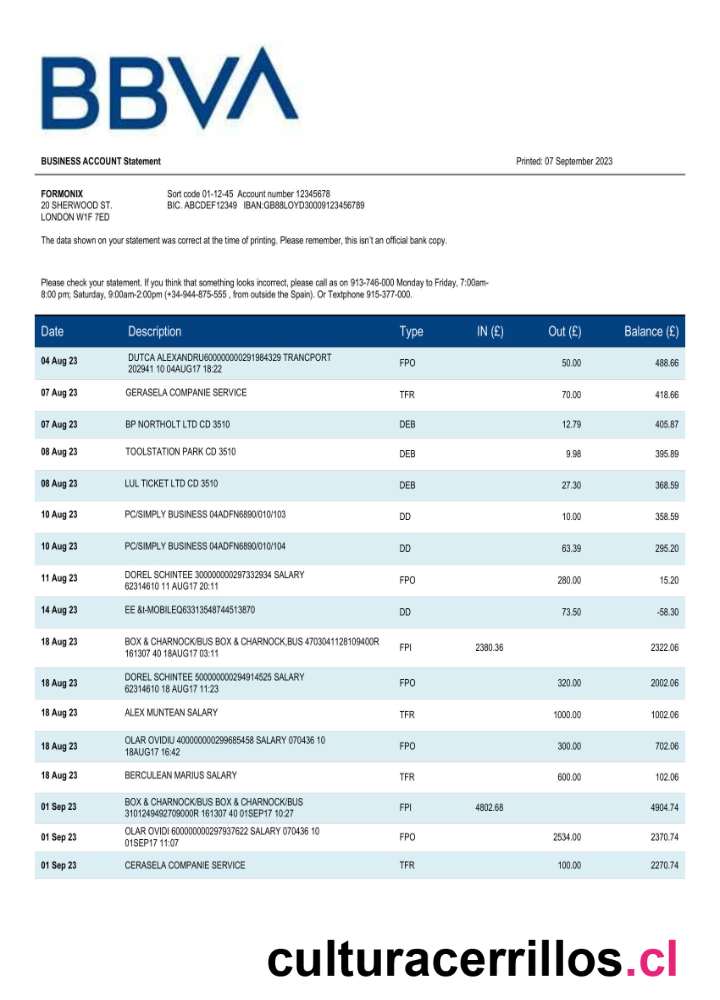 BBVA
BUSINESS ACCOUNT Statement Printed: 07 September 2023
FORMONIX Sort code 01-12-45 Account number 12345678
20 SHERWOOD ST. BIC. ABCDEF12349 IBAN:GB88LOYD30009123456789
LONDON W1F 7ED
The data shown on your statement was correct at the time of printing. Please remember, this isn't an official bank copy.
Please check your statement. If you think that something looks incorrect, please call as on 913-746-000 Monday to Friday, 7:00am-
8:00 pm; Saturday, 9:00am-2:00pm (+34-944-875-555 , from outside the Spain). Or Textphone 915-377-000.
Date Description Type IN (£) Out (£) Balance (£)
04 Aug 23 DUTCA ALEXANDRU600000000291984329 TRANCPORT
202941 10 04AUG17 18:22 FPO 50.00 488.66
07 Aug 23 GERASELA COMPANIE SERVICE TFR 70.00 418.66
07 Aug 23 BP NORTHOLT LTD CD 3510 DEB 12.79 405.87
08 Aug 23 TOOLSTATION PARK CD 3510 DEB 9.98 395.89
08 Aug 23 LUL TICKET LTD CD 3510 DEB 27.30 368.59
10 Aug 23 PC/SIMPLY BUSINESS 04ADFN6890/010/103 DD 10.00 358.59
10 Aug 23 PC/SIMPLY BUSINESS 04ADFN6890/010/104 DD 63.39 295.20
11 Aug 23 DOREL SCHINTEE 300000000297332934 SALARY
62314610 11 AUG17 20:11 FPO 280.00 15.20
14 Aug 23 EE &t-MOBILEQ63313548744513870 DD 73.50 -58.30
18 Aug 23 BOX & CHARNOCK/BUS BOX & CHARNOCK,BUS 4703041128109400R
161307 40 18AUG17 03:11 FPI 2380.36 2322.06
18 Aug 23 DOREL SCHINTEE 500000000294914525 SALARY
62314610 18 AUG17 11:23 FPO 320.00 2002.06
18 Aug 23 ALEX MUNTEAN SALARY TFR 1000.00 1002.06
18 Aug 23 OLAR OVIDIU 400000000299685458 SALARY 070436 10
18AUG17 16:42 FPO 300.00 702.06
18 Aug 23 BERCULEAN MARIUS SALARY TFR 600.00 102.06
01 Sep 23 BOX & CHARNOCK/BUS BOX & CHARNOCK/BUS
3101249492709000R 161307 40 01SEP17 10:27 FPI 4802.68 4904.74
01 Sep 23 OLAR OVIDI 600000000297937622 SALARY 070436 10
01SEP17 11:07 FPO 2534.00 2370.74
01 Sep 23 CERASELA COMPANIE SERVICE TFR 100.00 2270.74
culturacerrillos.cl